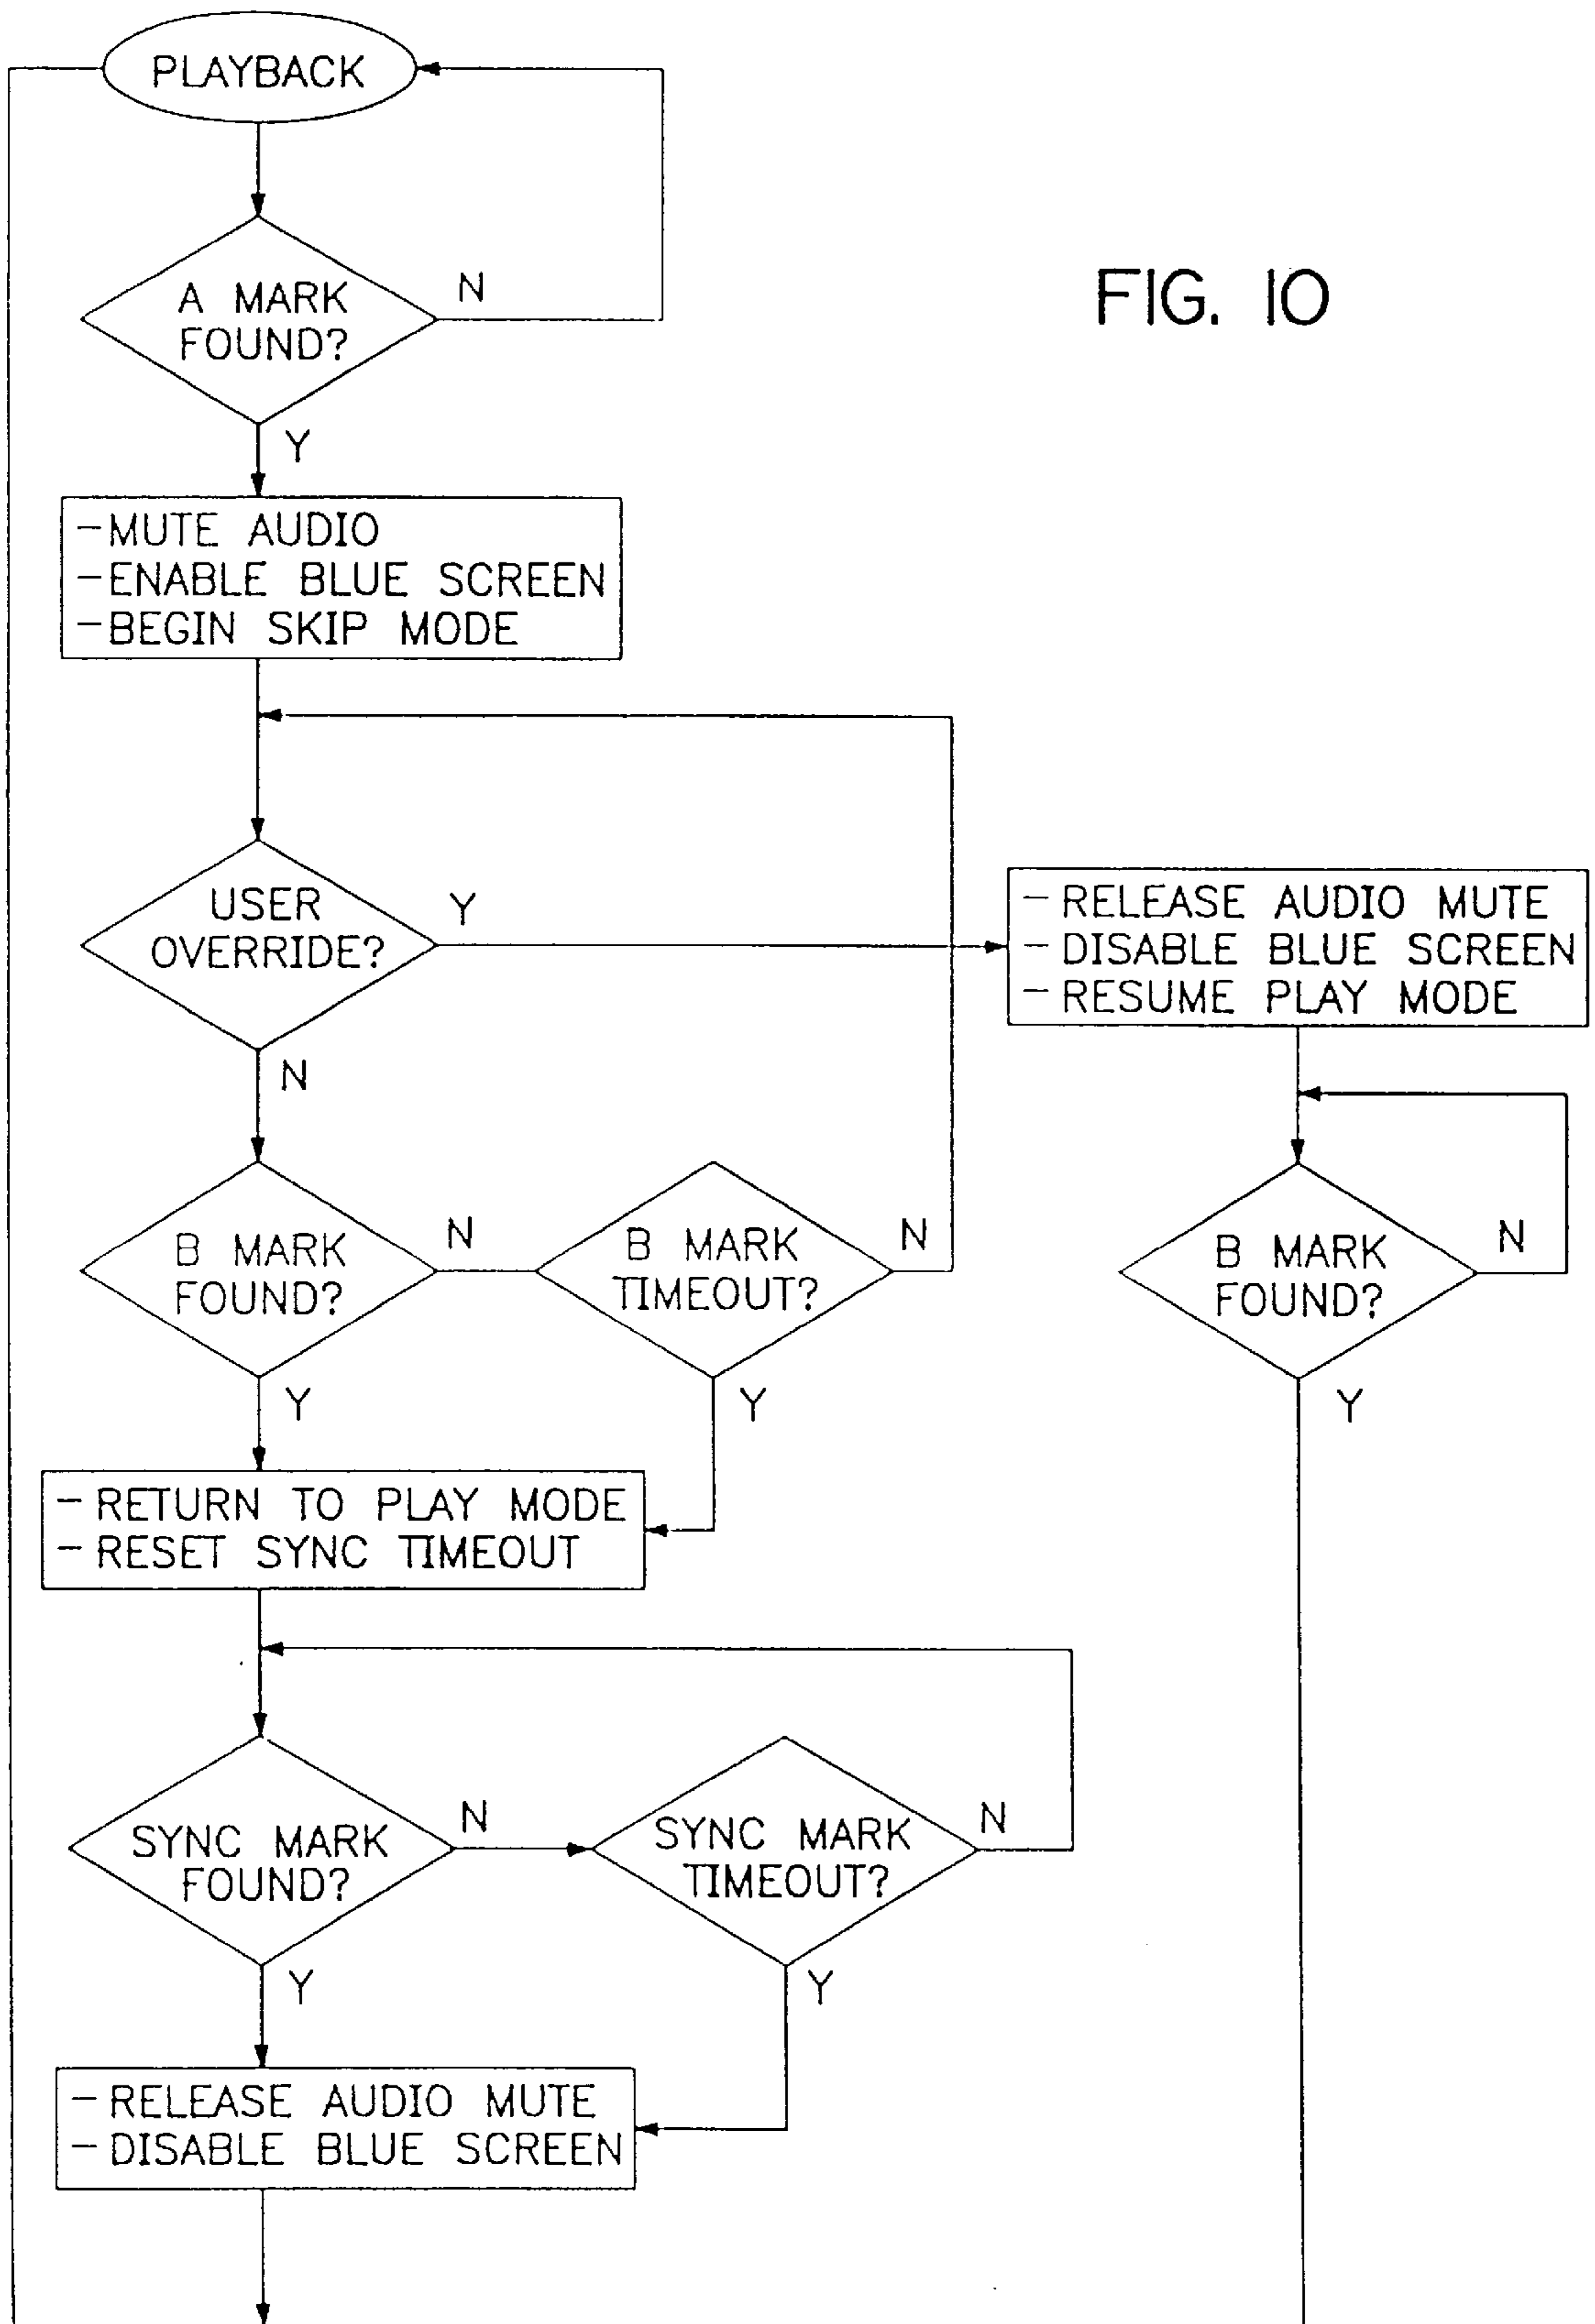 PLAYBACK
FIG. 10
A MARK
FOUND?
N
Y
-MUTE AUDIO
-ENABLE BLUE SCREEN
-BEGIN SKIP MODE
USER
OVERRIDE?
Y
N
- RELEASE AUDIO MUTE
- DISABLE BLUE SCREEN
- RESUME PLAY MODE
B MARK
FOUND?
N
Y
B MARK
TIMEOUT?
N
Y
B MARK
FOUND?
N
Y
- RETURN TO PLAY MODE
- RESET SYNC TIMEOUT
SYNC MARK
FOUND?
N
Y
SYNC MARK
TIMEOUT?
N
Y
- RELEASE AUDIO MUTE
- DISABLE BLUE SCREEN